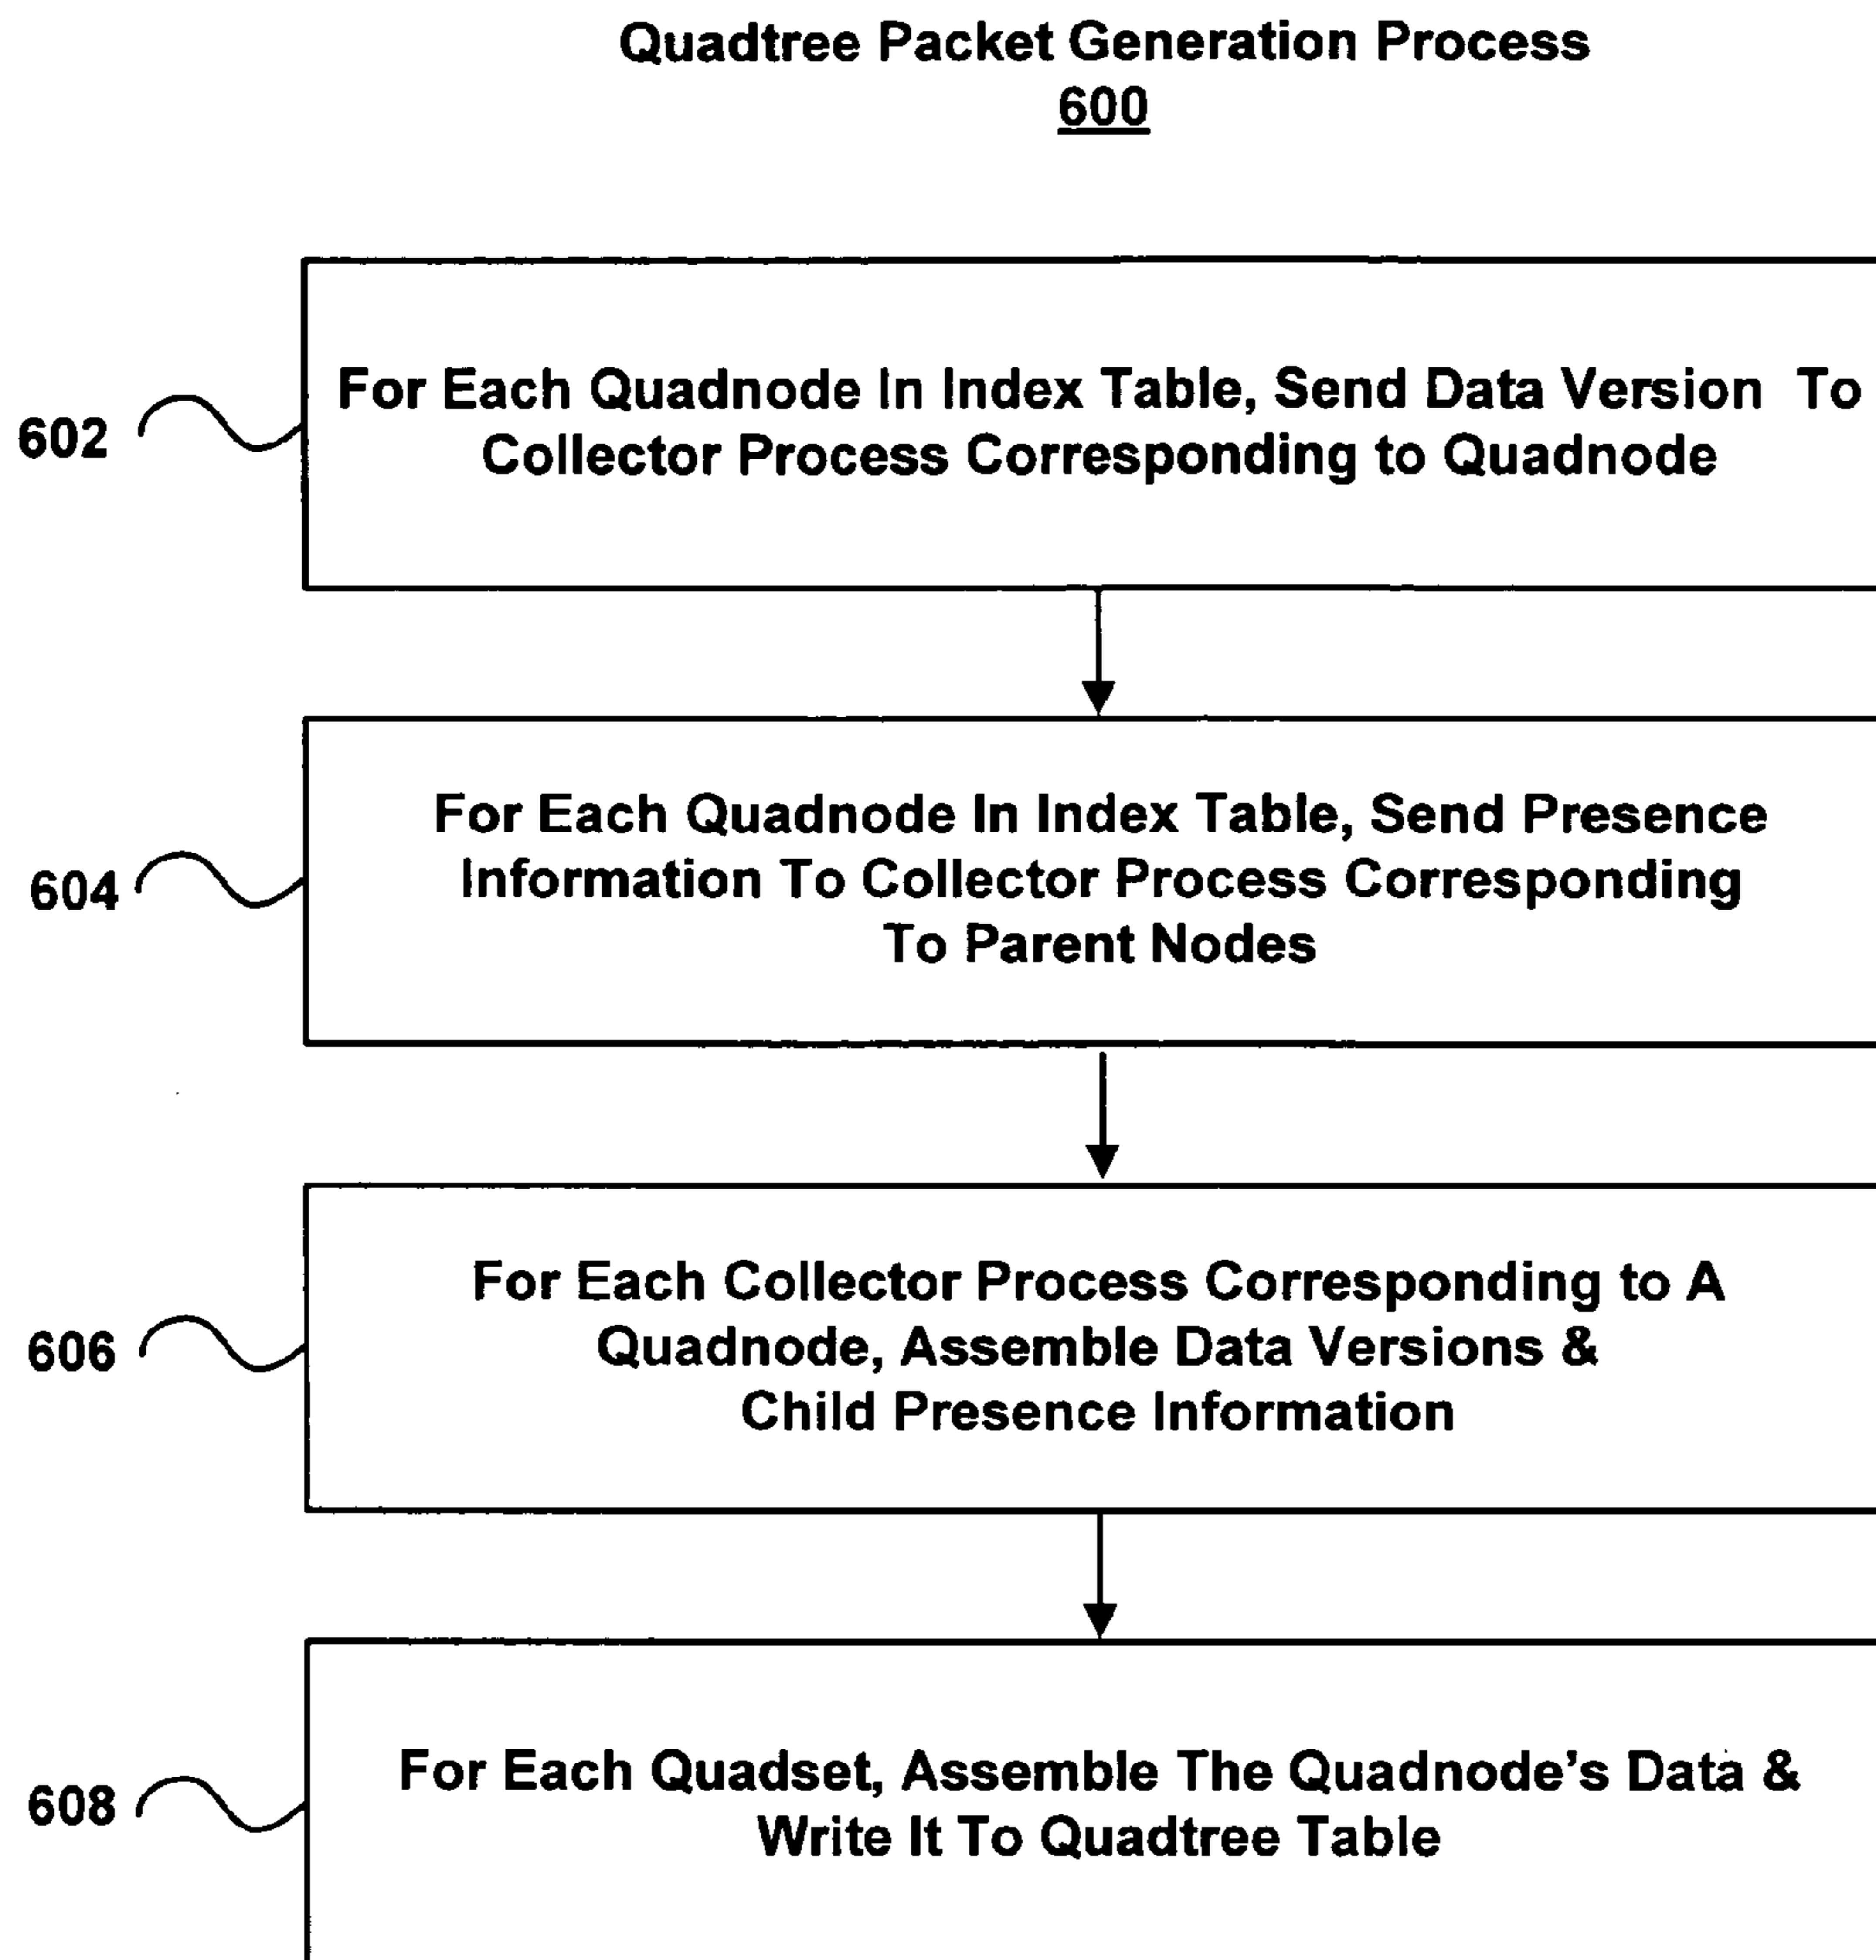 Quadtree Packet Generation Process
600
For Each Quadnode In Index Table, Send Data Version To
Collector Process Corresponding to Quadnode
602
For Each Quadnode In Index Table, Send Presence
Information To Collector Process Corresponding
To Parent Nodes
604
For Each Collector Process Corresponding to A
Quadnode, Assemble Data Versions &
Child Presence Information
606
For Each Quadset, Assemble The Quadnode's Data &
Write It To Quadtree Table
608